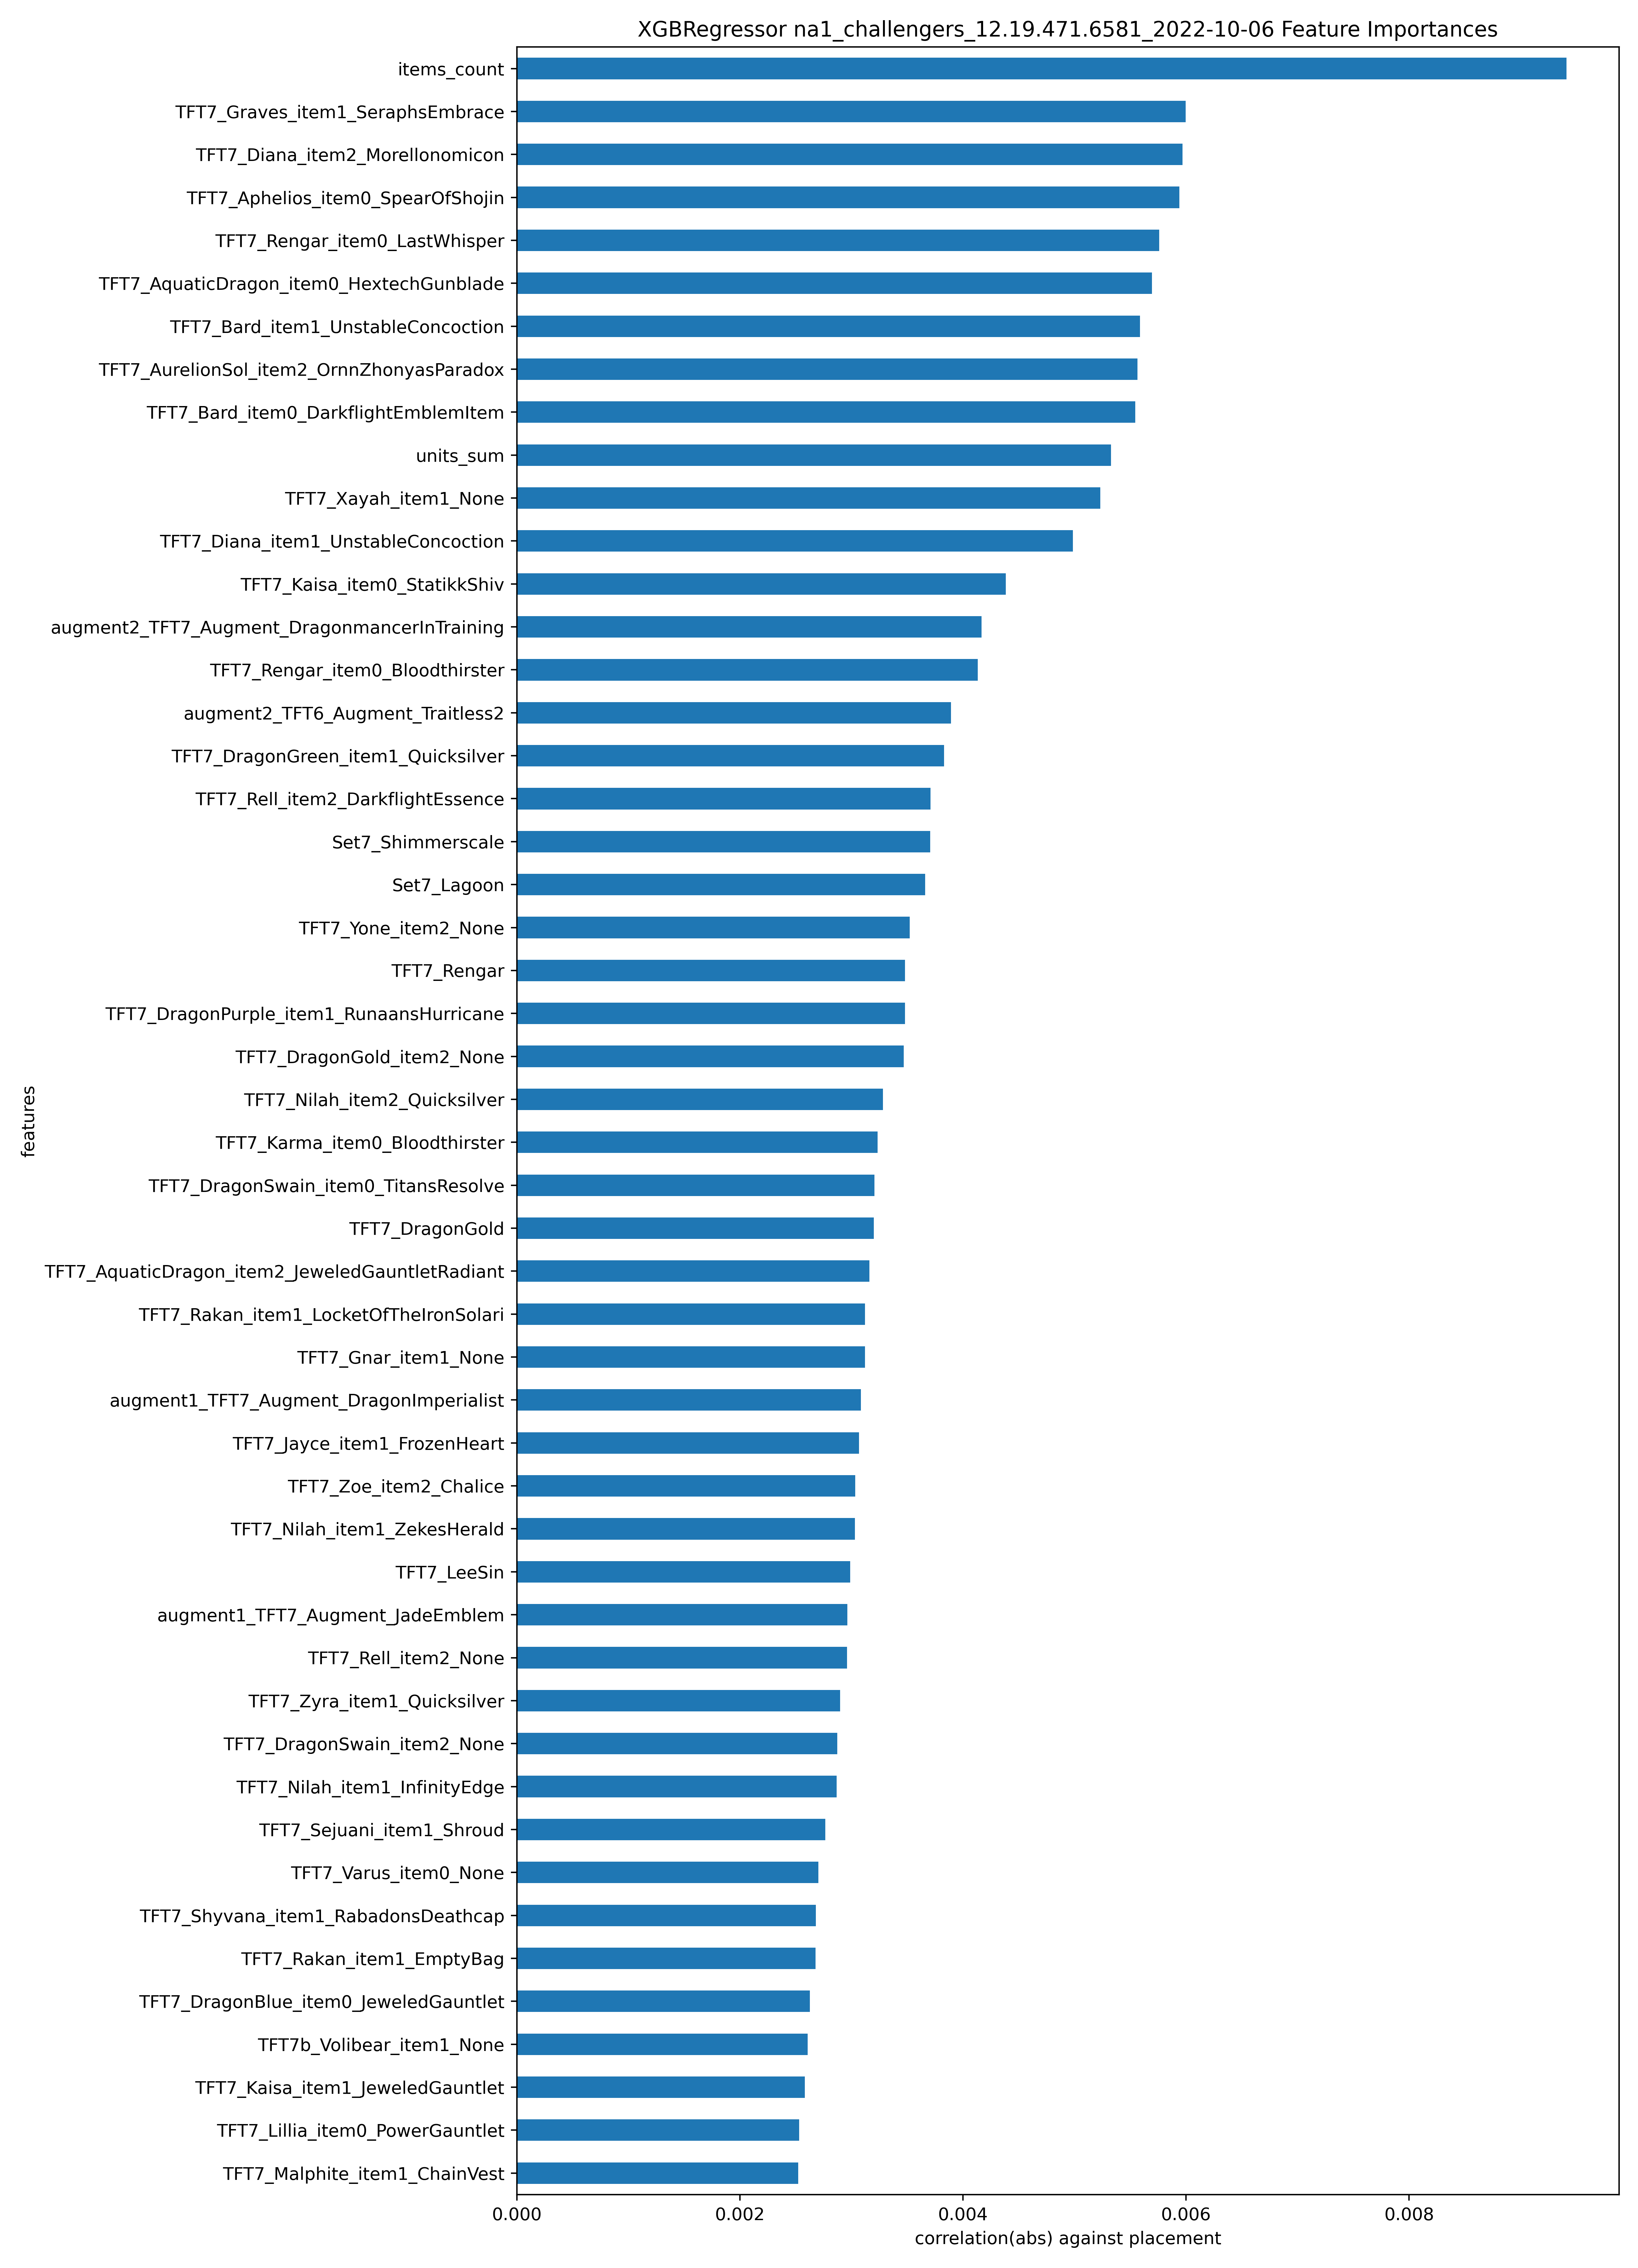 XGBRegressor na1_challengers_12.19.471.6581_2022-10-06 Feature Importances
items_count
TFT7_Graves_item1_SeraphsEmbrace
TFT7_Diana_item2_Morellonomicon
TFT7_Aphelios_item0_SpearOfShojin
TFT7_Rengar_item0_LastWhisper
TFT7_AquaticDragon_item0_HextechGunblade
TFT7_Bard_item1_UnstableConcoction
TFT7_AurelionSol_item2_OrnnZhonyasParadox
TFT7_Bard_item0_DarkflightEmblemItem
units_sum
TFT7_Xayah_item1_None
TFT7_Diana_item1_UnstableConcoction
TFT7_Kaisa_item0_StatikkShiv
augment2_TFT7_Augment_DragonmancerInTraining
TFT7_Rengar_item0_Bloodthirster
augment2_TFT6_Augment_Traitless2
TFT7_DragonGreen_item1_Quicksilver
TFT7_Rell_item2_DarkflightEssence
Set7_Shimmerscale
Set7_Lagoon
TFT7_Yone_item2_None
TFT7_Rengar
TFT7_DragonPurple_item1_RunaansHurricane
TFT7_DragonGold_item2_None
TFT7_Nilah_item2_Quicksilver
TFT7_Karma_item0_Bloodthirster
TFT7_DragonSwain_item0_TitansResolve
TFT7_DragonGold
TFT7_AquaticDragon_item2_JeweledGauntletRadiant
TFT7_Rakan_item1_LocketOfTheIronSolari
TFT7_Gnar_item1_None
augment1_TFT7_Augment_DragonImperialist
TFT7_Jayce_item1_FrozenHeart
TFT7_Zoe_item2_Chalice
TFT7_Nilah_item1_ZekesHerald
TFT7_LeeSin
augment1_TFT7_Augment_JadeEmblem
TFT7_Rell_item2_None
TFT7_Zyra_item1_Quicksilver
TFT7_DragonSwain_item2_None
TFT7_Nilah_item1_InfinityEdge
TFT7_Sejuani_item1_Shroud
TFT7_Varus_item0_None
TFT7_Shyvana_item1_RabadonsDeathcap
TFT7_Rakan_item1_EmptyBag
TFT7_DragonBlue_item0_JeweledGauntlet
TFT7b_Volibear_item1_None
TFT7_Kaisa_item1_JeweledGauntlet
TFT7_Lillia_item0_PowerGauntlet
TFT7_Malphite_item1_ChainVest
features
0.000 0.002 0.004 0.006 0.008
correlation(abs) against placement